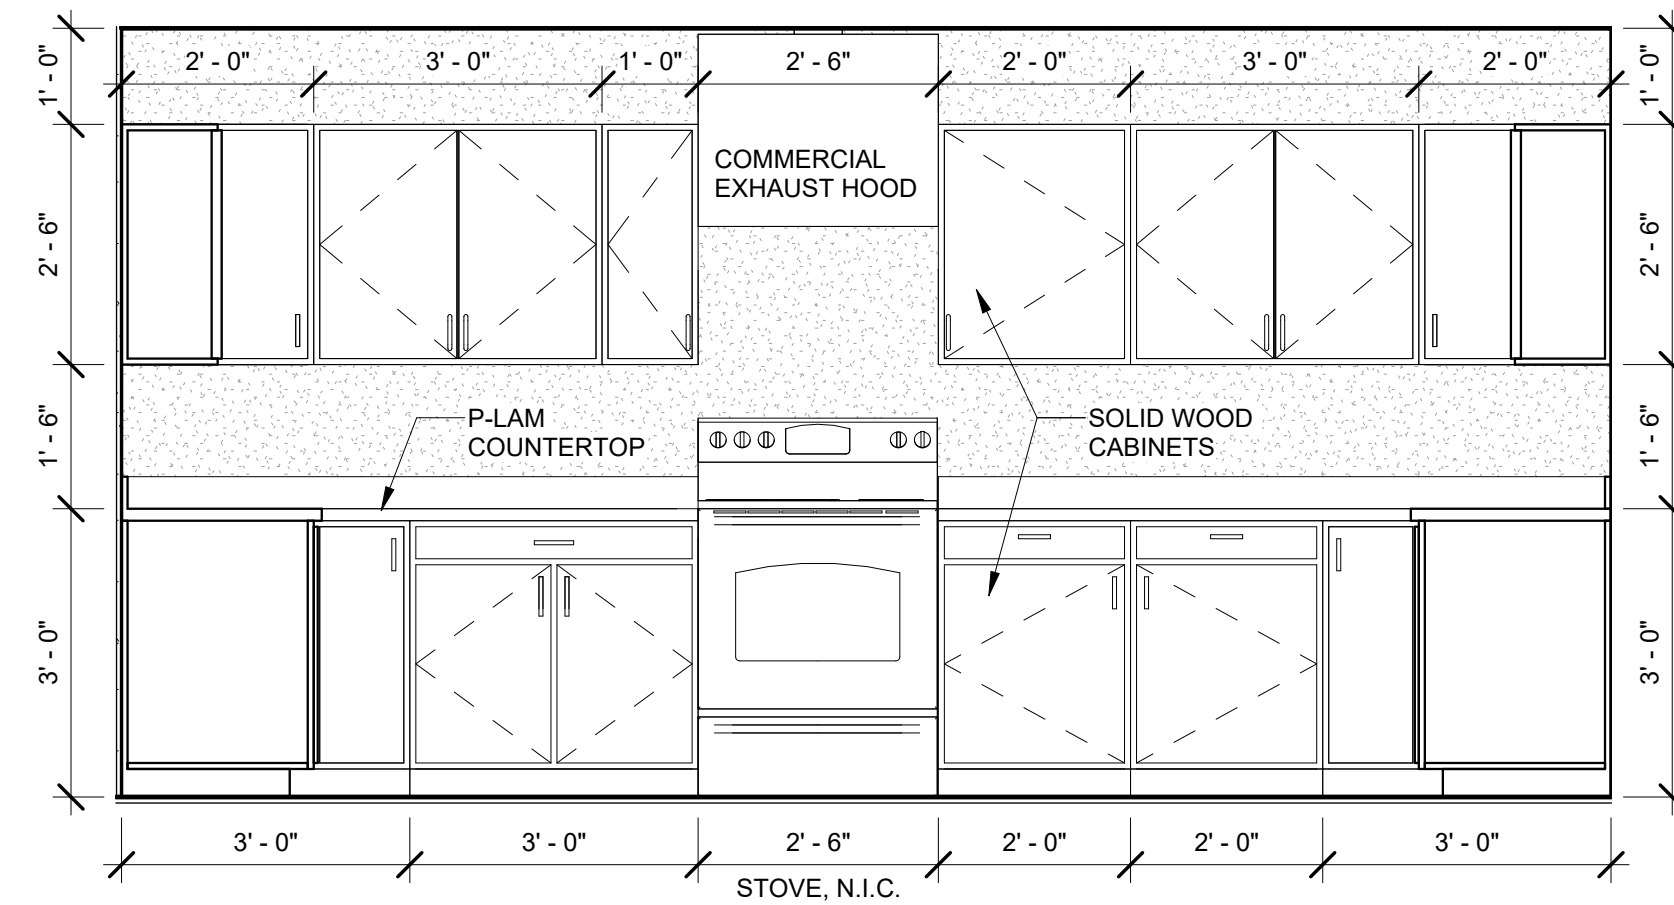 2' - 0" 3' - 0" 1' - 0" 2' - 6" 2' - 0" 3' - 0" 2' - 0"
1' - 0"
2' - 6"
1' - 6"
3' - 0"
COMMERCIAL
EXHAUST HOOD
P-LAM
COUNTERTOP
SOLID WOOD
CABINETS
1' - 0"
2' - 6"
1' - 6"
3' - 0"
3' - 0" 3' - 0" 2' - 6" 2' - 0" 2' - 0" 3' - 0"
STOVE, N.I.C.